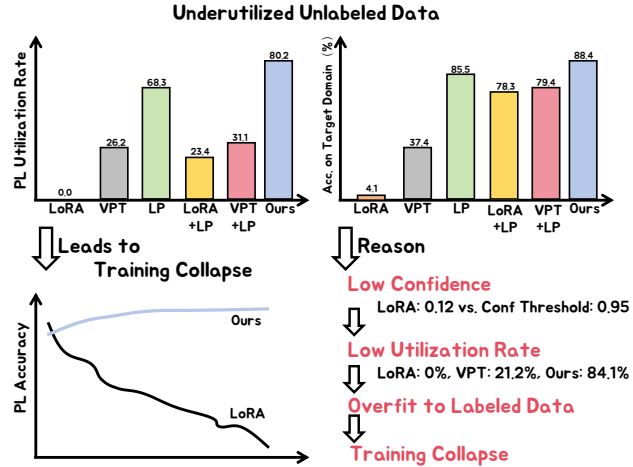 Underutilized Unlabeled Data
PL Utilization Rate
0.0
26.2
68.3
23.4
31.1
80.2
LoRA
VPT
LP
LoRA
+LP
VPT
+LP
Ours
Acc. on Target Domain (%)
4.1
37.4
85.5
78.3
79.4
88.4
LoRA
VPT
LP
LoRA
+LP
VPT
+LP
Ours
Leads to
Training Collapse
PL Accuracy
Ours
LoRA
Reason
Low Confidence
LoRA: 0.12 vs. Conf Threshold: 0.95
Low Utilization Rate
LoRA: 0%, VPT: 21.2%, Ours: 84.1%
Overfit to Labeled Data
Training Collapse